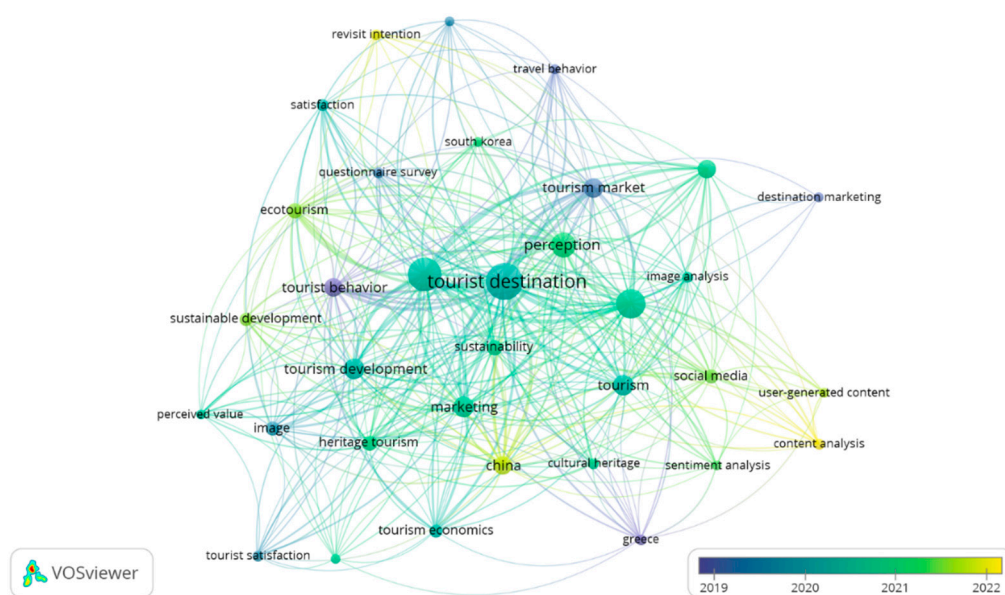 revisit intention
travel behavior
satisfaction
south korea
questionnaire survey
tourism market
destination marketing
ecotourism
perception
image analysis
tourist destination
tourist behavior
sustainable development
sustainability
tourism development
social media
tourism
user-generated content
marketing
perceived value
image
heritage tourism
content analysis
china
cultural heritage
sentiment analysis
tourism economics
greece
tourist satisfaction
VOSviewer
2019 2020 2021 2022